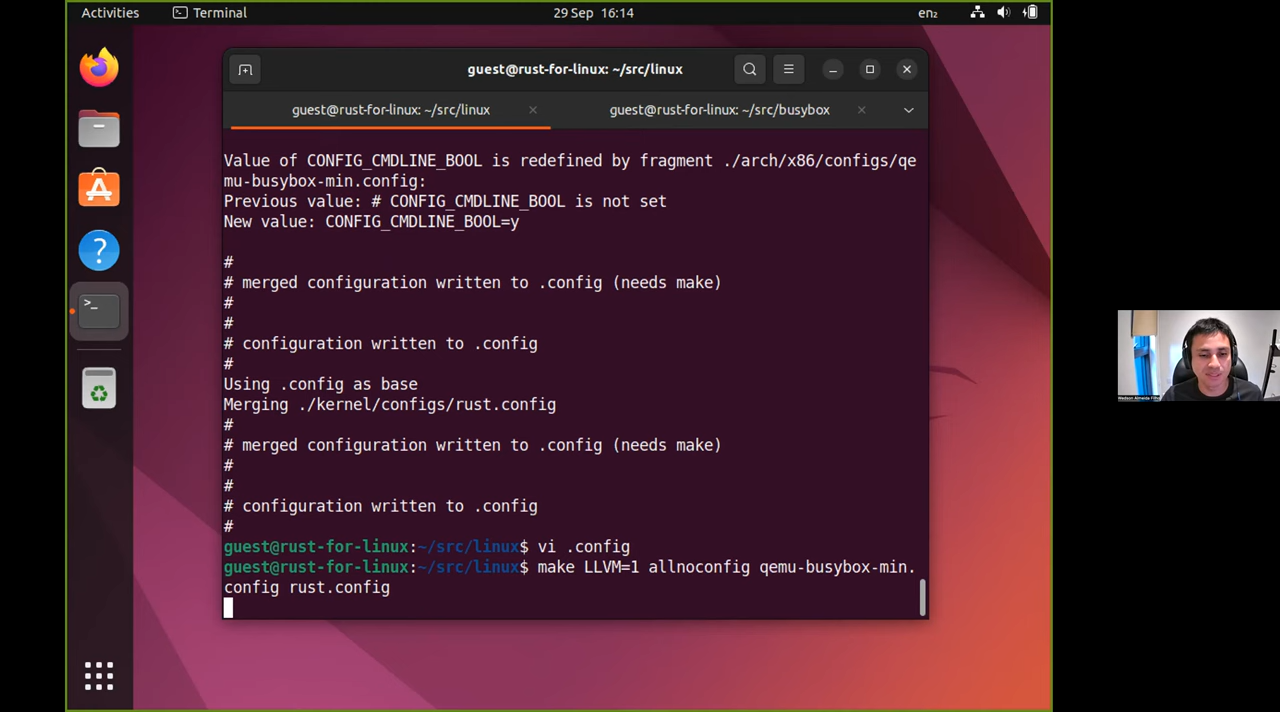 Activities
Terminal
29 Sep 16:14
en₂
guest@rust-for-linux: ~/src/linux
guest@rust-for-linux: ~/src/linux ×
guest@rust-for-linux: ~/src/busybox ×
Value of CONFIG_CMDLINE_BOOL is redefined by fragment ./arch/x86/configs/qe
mu-busybox-min.config:
Previous value: # CONFIG_CMDLINE_BOOL is not set
New value: CONFIG_CMDLINE_BOOL=y
#
# merged configuration written to .config (needs make)
#
#
# configuration written to .config
#
Using .config as base
Merging ./kernel/configs/rust.config
#
# merged configuration written to .config (needs make)
#
#
# configuration written to .config
#
guest@rust-for-linux:~/src/linux$ vi .config
guest@rust-for-linux:~/src/linux$ make LLVM=1 allnoconfig qemu-busybox-min.
config rust.config
Wedson Almeida Filho